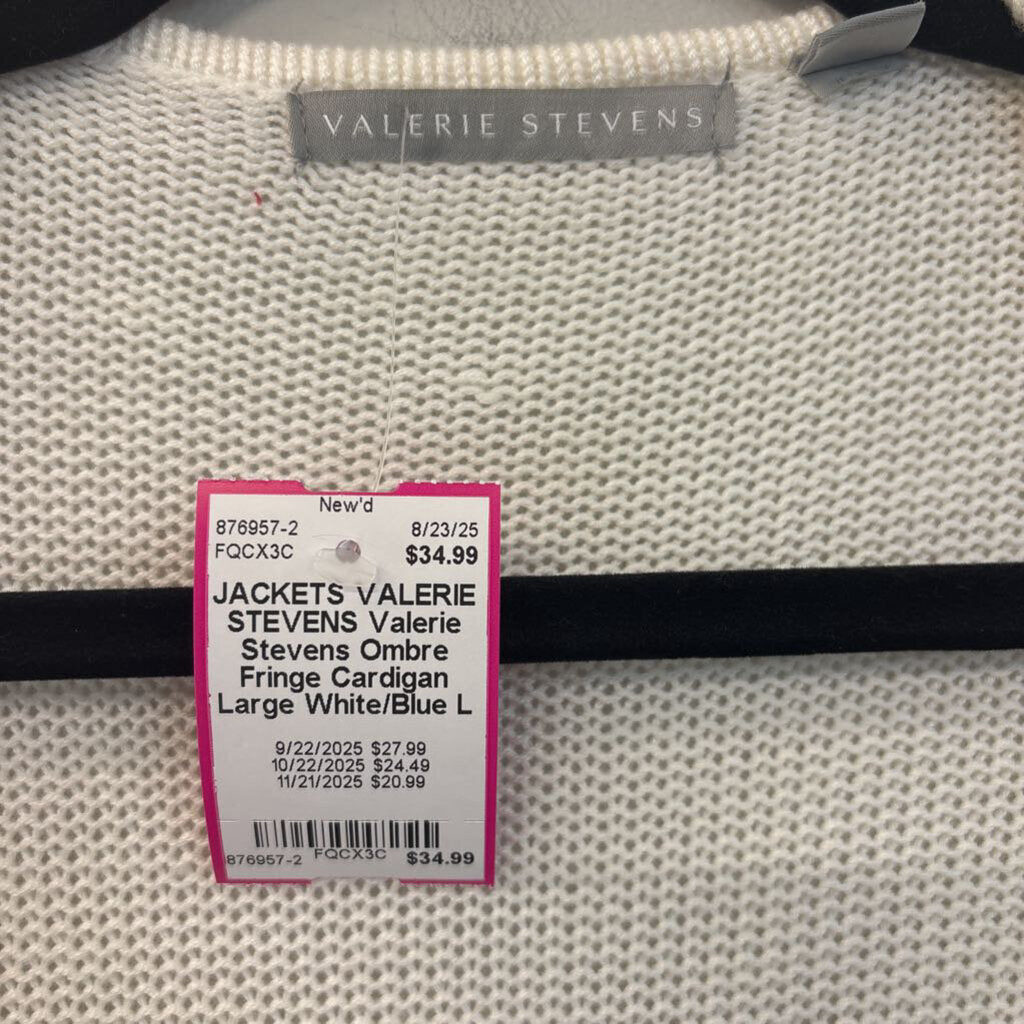 VALERIE STEVENS
New'd
876957-2 8/23/25
FQCX3C $34.99
JACKETS VALERIE
STEVENS Valerie
Stevens Ombre
Fringe Cardigan
Large White/Blue L
9/22/2025 $27.99
10/22/2025 $24.49
11/21/2025 $20.99
876957-2 FQCX3C $34.99